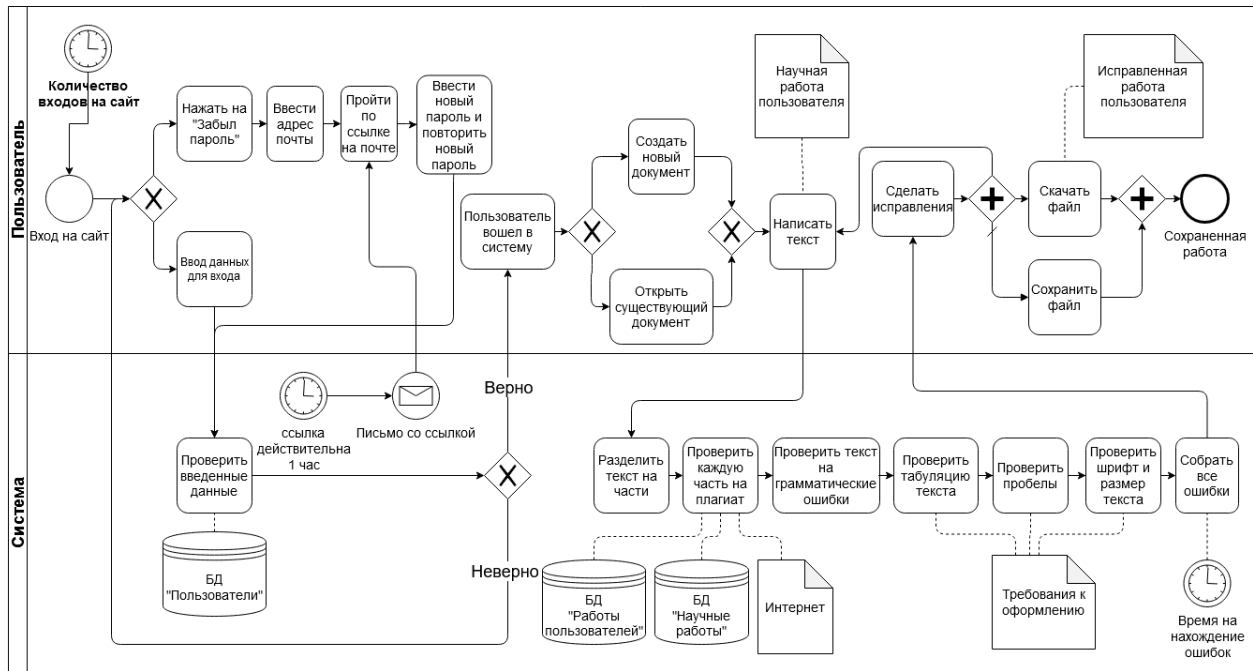 Пользователь
Количество
входов на сайт
Вход на сайт
Нажать на
"Забыл
пароль"
Ввести
адрес
почты
Пройти
по
ссылке
на почте
Ввести
новый
пароль и
повторить
новый
пароль
Ввод данных
для входа
Пользователь
вошел в
систему
Создать
новый
документ
Открыть
существующий
документ
Научная
работа
пользователя
Написать
текст
Сделать
исправления
Исправленная
работа
пользователя
Скачать
файл
Сохранить
файл
Сохраненная
работа
Система
Проверить
введенные
данные
БД
"Пользователи"
ссылка
действительна
1 час
Письмо со ссылкой
Верно
Неверно
Разделить
текст на
части
Проверить
каждую
часть на
плагиат
Проверить текст
на
грамматические
ошибки
Проверить
табуляцию
текста
Проверить
пробелы
Проверить
шрифт и
размер
текста
Собрать
все
ошибки
БД
"Работы
пользователей"
БД
"Научные
работы"
Интернет
Требования к
оформлению
Время на
нахождение
ошибок